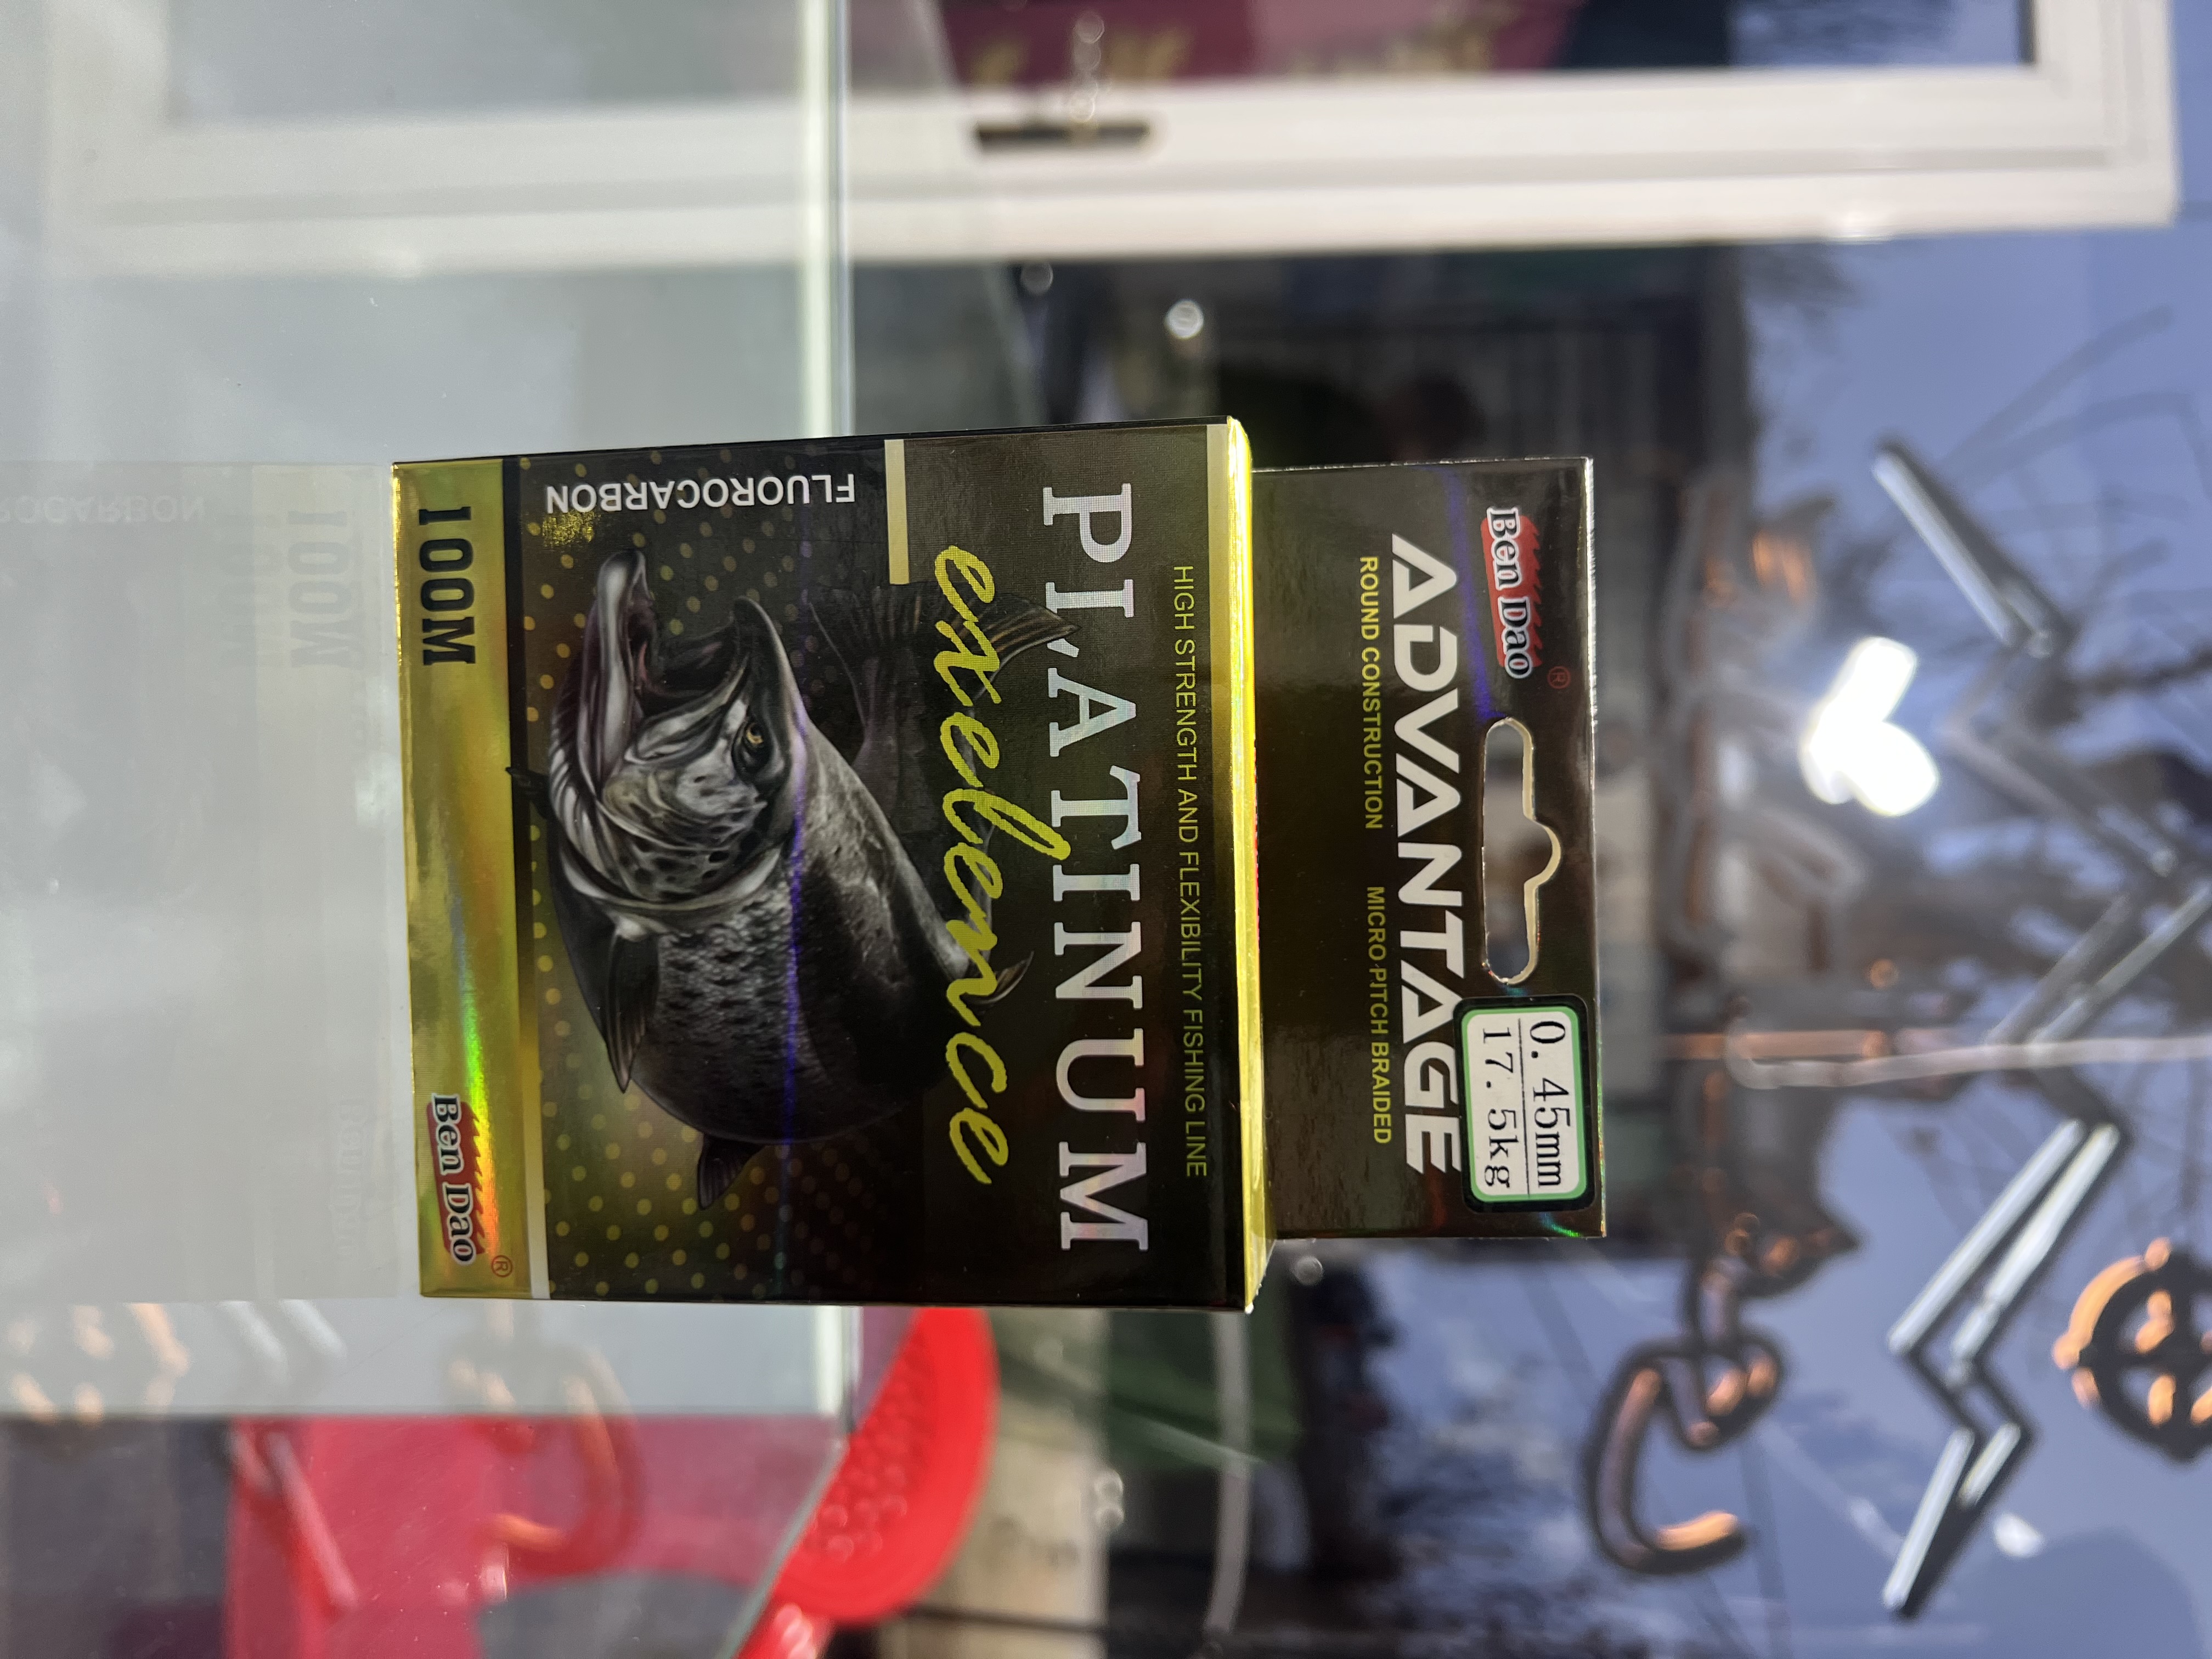 Ben Dao ®
ADVANTAGE
ROUND CONSTRUCTION MICRO-PITCH BRAIDED
0.45mm
17.5kg
HIGH STRENGTH AND FLEXIBILITY FISHING LINE
PLATINUM
exelence
FLUOROCARBON
100M
Ben Dao ®